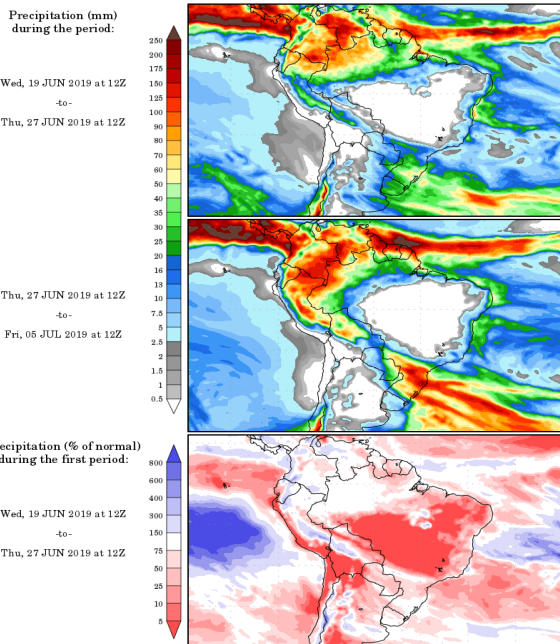 Precipitation (mm)
during the period:
Wed, 19 JUN 2019 at 12Z
-to-
Thu, 27 JUN 2019 at 12Z
250
200
175
150
125
100
90
80
70
60
50
40
35
30
25
20
16
13
10
7.5
5
2.5
2
1.5
1
0.5
Thu, 27 JUN 2019 at 12Z
-to-
Fri, 05 JUL 2019 at 12Z
ecipitation (% of normal)
during the first period:
Wed, 19 JUN 2019 at 12Z
-to-
Thu, 27 JUN 2019 at 12Z
800
600
400
300
150
75
50
25
10
5